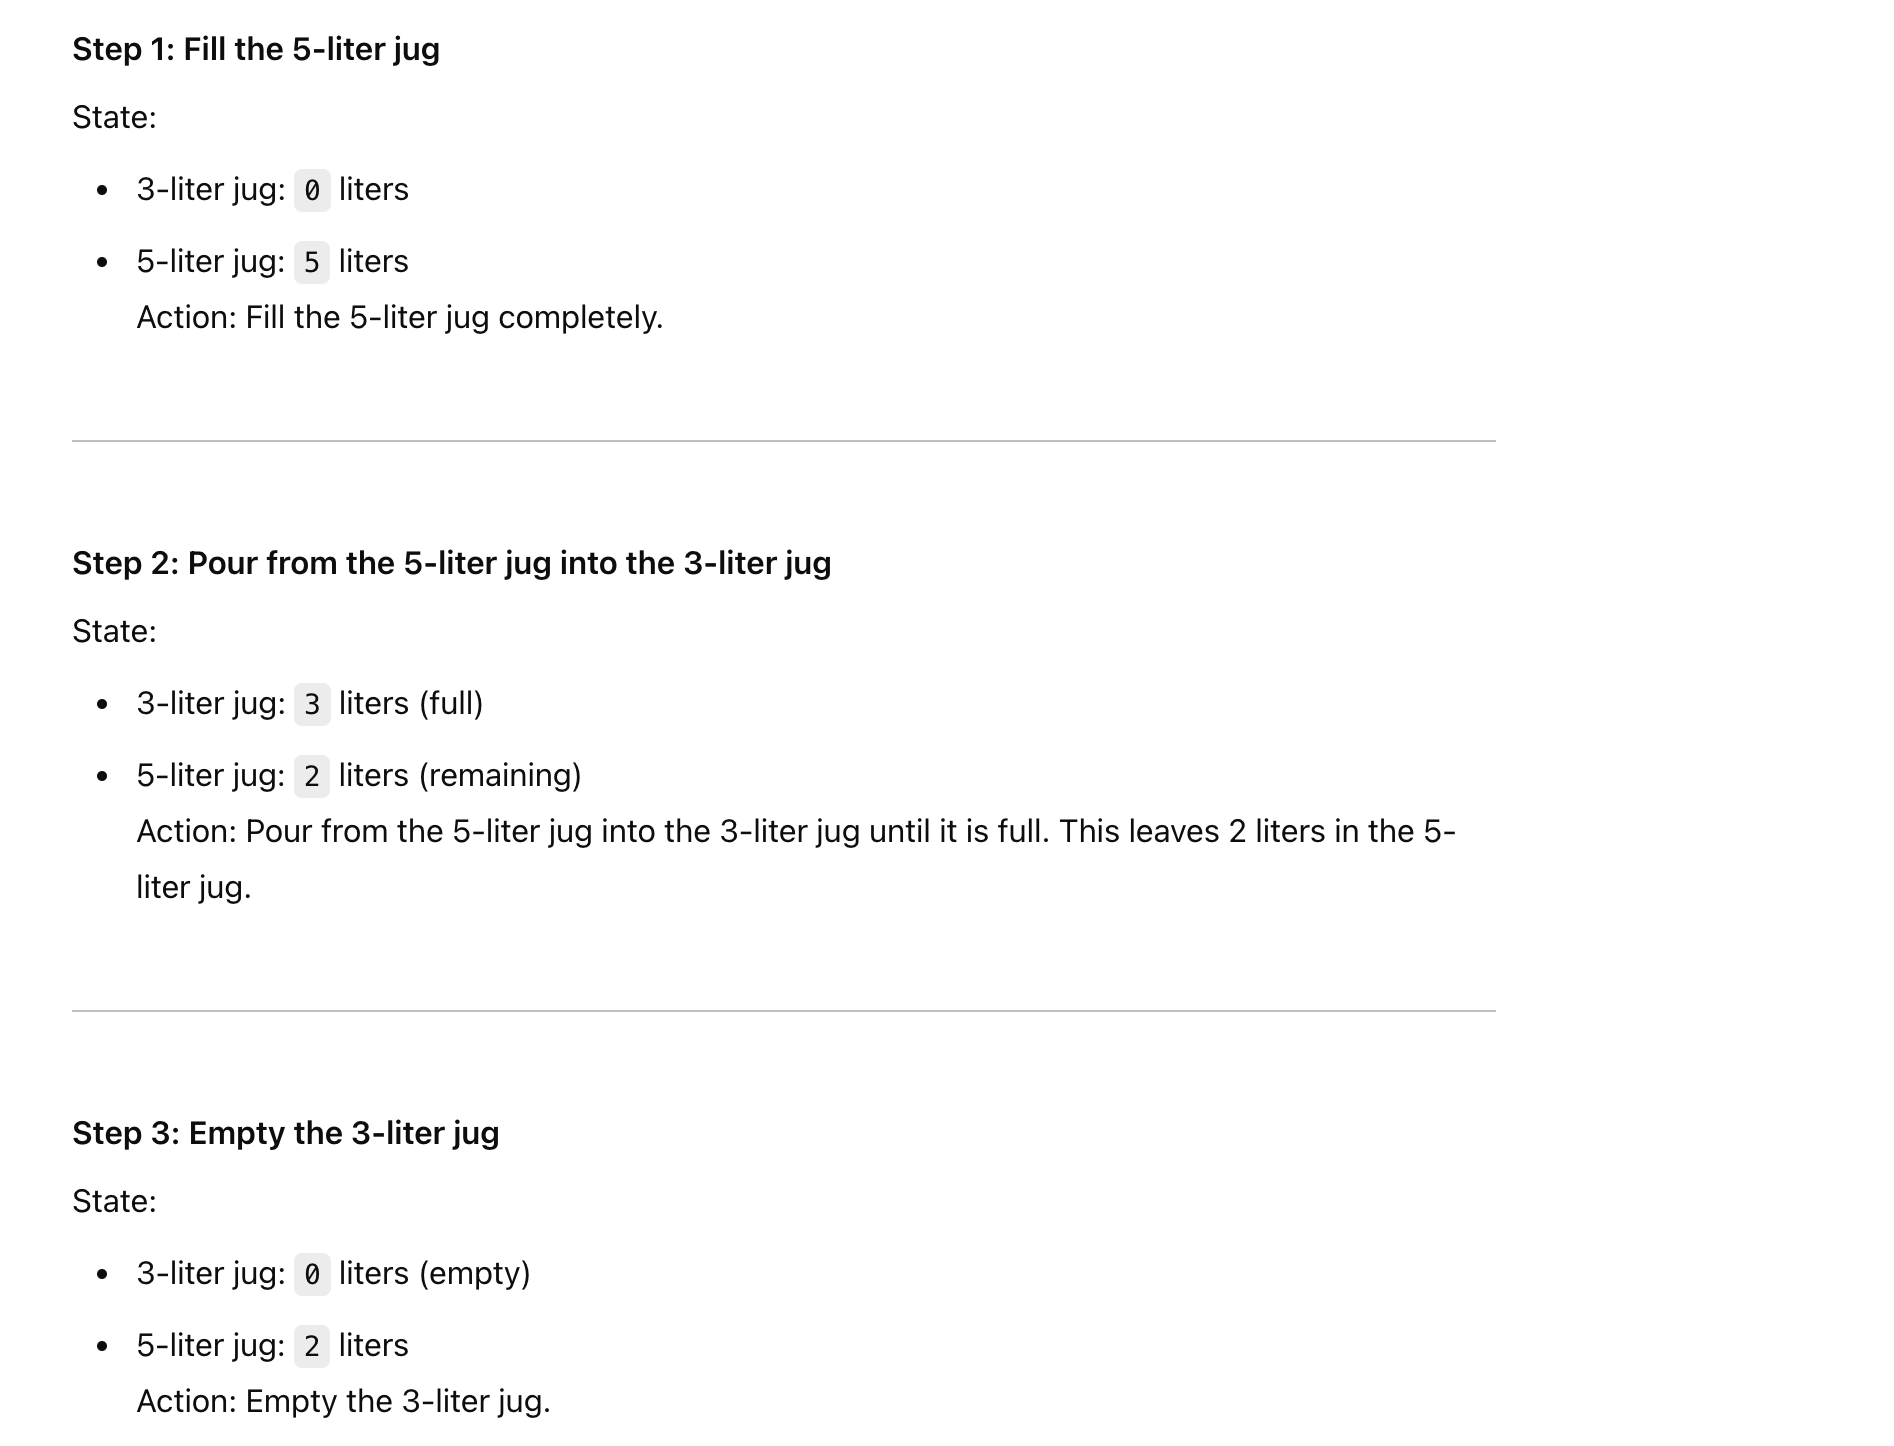 Step 1: Fill the 5-liter jug
State:
• 3-liter jug: 0 liters
• 5-liter jug: 5 liters
Action: Fill the 5-liter jug completely.
Step 2: Pour from the 5-liter jug into the 3-liter jug
State:
• 3-liter jug: 3 liters (full)
• 5-liter jug: 2 liters (remaining)
Action: Pour from the 5-liter jug into the 3-liter jug until it is full. This leaves 2 liters in the 5-
liter jug.
Step 3: Empty the 3-liter jug
State:
• 3-liter jug: 0 liters (empty)
• 5-liter jug: 2 liters
Action: Empty the 3-liter jug.